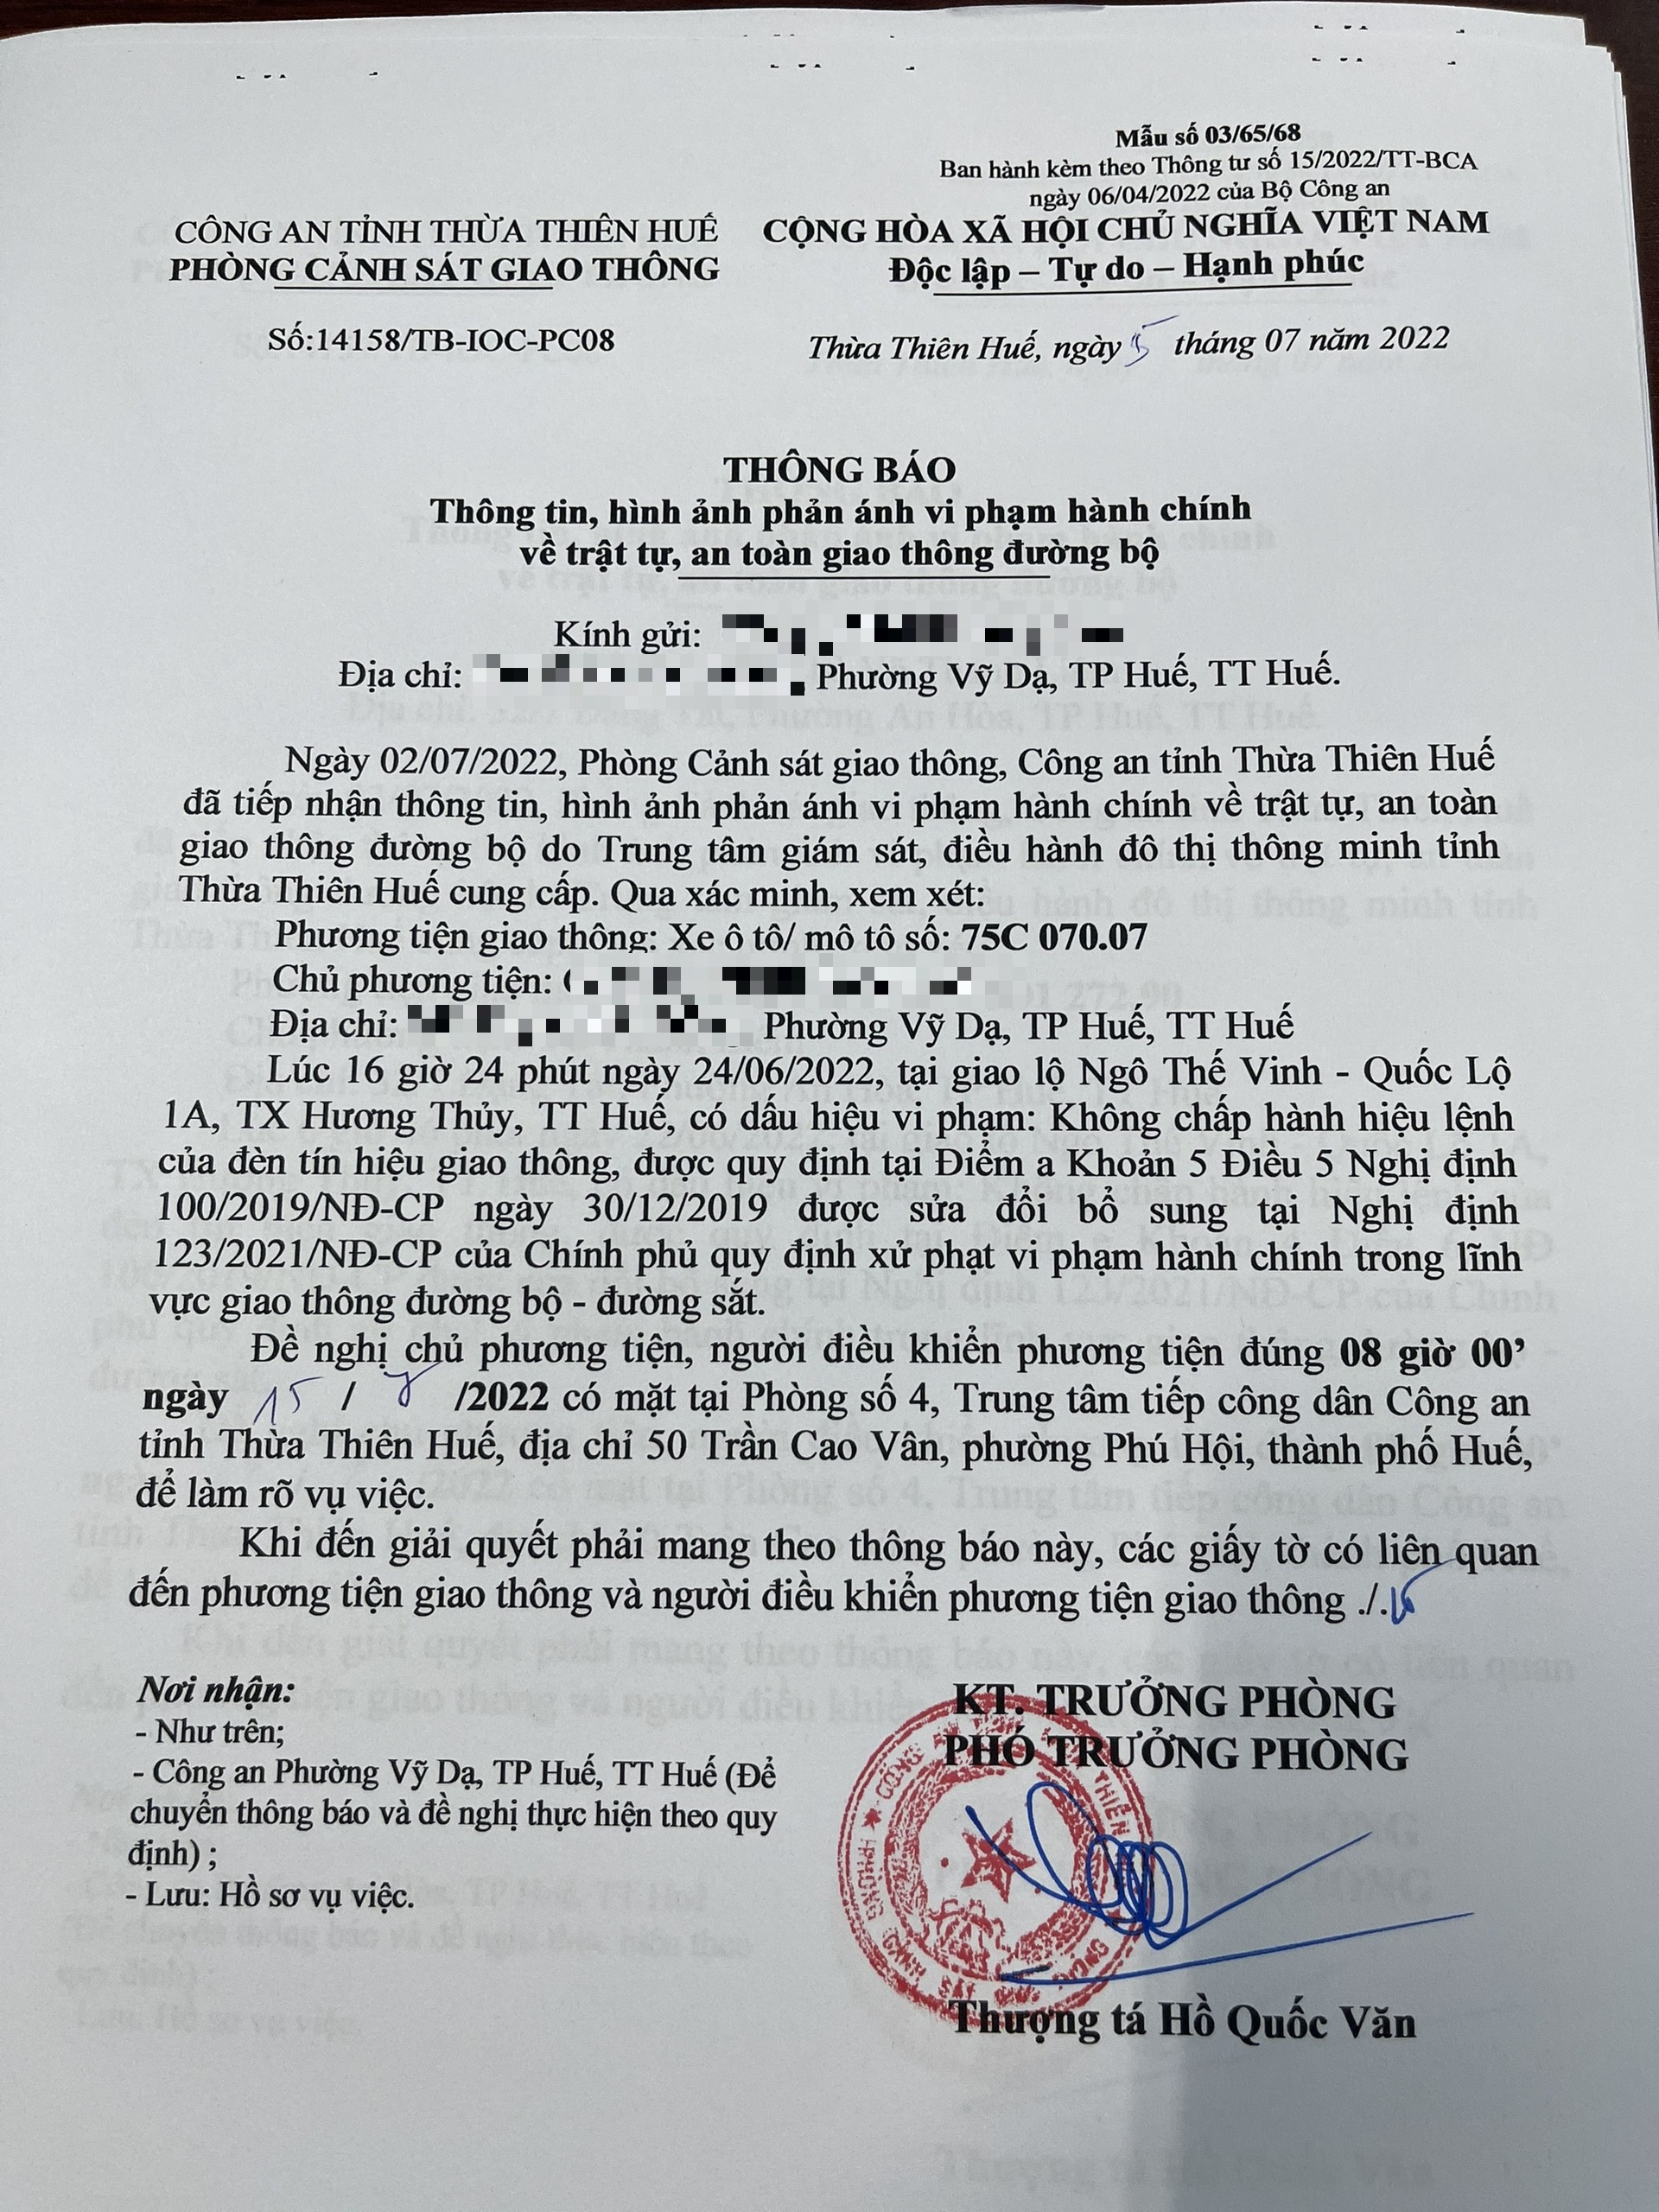 Mẫu số 03/65/68
Ban hành kèm theo Thông tư số 15/2022/TT-BCA
ngày 06/04/2022 của Bộ Công an
CÔNG AN TỈNH THỪA THIÊN HUẾ
PHÒNG CẢNH SÁT GIAO THÔNG
CỘNG HÒA XÃ HỘI CHỦ NGHĨA VIỆT NAM
Độc lập – Tự do – Hạnh phúc
Số:14158/TB-IOC-PC08
Thừa Thiên Huế, ngày 5 tháng 07 năm 2022
THÔNG BÁO
Thông tin, hình ảnh phản ánh vi phạm hành chính
về trật tự, an toàn giao thông đường bộ
Kính gửi:
Địa chỉ: , Phường Vỹ Dạ, TP Huế, TT Huế.
Ngày 02/07/2022, Phòng Cảnh sát giao thông, Công an tỉnh Thừa Thiên Huế
đã tiếp nhận thông tin, hình ảnh phản ánh vi phạm hành chính về trật tự, an toàn
giao thông đường bộ do Trung tâm giám sát, điều hành đô thị thông minh tỉnh
Thừa Thiên Huế cung cấp. Qua xác minh, xem xét:
Phương tiện giao thông: Xe ô tô/ mô tô số: 75C 070.07
Chủ phương tiện:
Địa chỉ: Phường Vỹ Dạ, TP Huế, TT Huế
Lúc 16 giờ 24 phút ngày 24/06/2022, tại giao lộ Ngô Thế Vinh - Quốc Lộ
1A, TX Hương Thủy, TT Huế, có dấu hiệu vi phạm: Không chấp hành hiệu lệnh
của đèn tín hiệu giao thông, được quy định tại Điểm a Khoản 5 Điều 5 Nghị định
100/2019/NĐ-CP ngày 30/12/2019 được sửa đổi bổ sung tại Nghị định
123/2021/NĐ-CP của Chính phủ quy định xử phạt vi phạm hành chính trong lĩnh
vực giao thông đường bộ - đường sắt.
Đề nghị chủ phương tiện, người điều khiển phương tiện đúng 08 giờ 00’
ngày 15 / /2022 có mặt tại Phòng số 4, Trung tâm tiếp công dân Công an
tỉnh Thừa Thiên Huế, địa chỉ 50 Trần Cao Vân, phường Phú Hội, thành phố Huế,
để làm rõ vụ việc.
Khi đến giải quyết phải mang theo thông báo này, các giấy tờ có liên quan
đến phương tiện giao thông và người điều khiển phương tiện giao thông ./.
Nơi nhận:
- Như trên;
- Công an Phường Vỹ Dạ, TP Huế, TT Huế (Để
chuyển thông báo và đề nghị thực hiện theo quy
định) ;
- Lưu: Hồ sơ vụ việc.
KT. TRƯỞNG PHÒNG
PHÓ TRƯỞNG PHÒNG
Thượng tá Hồ Quốc Văn